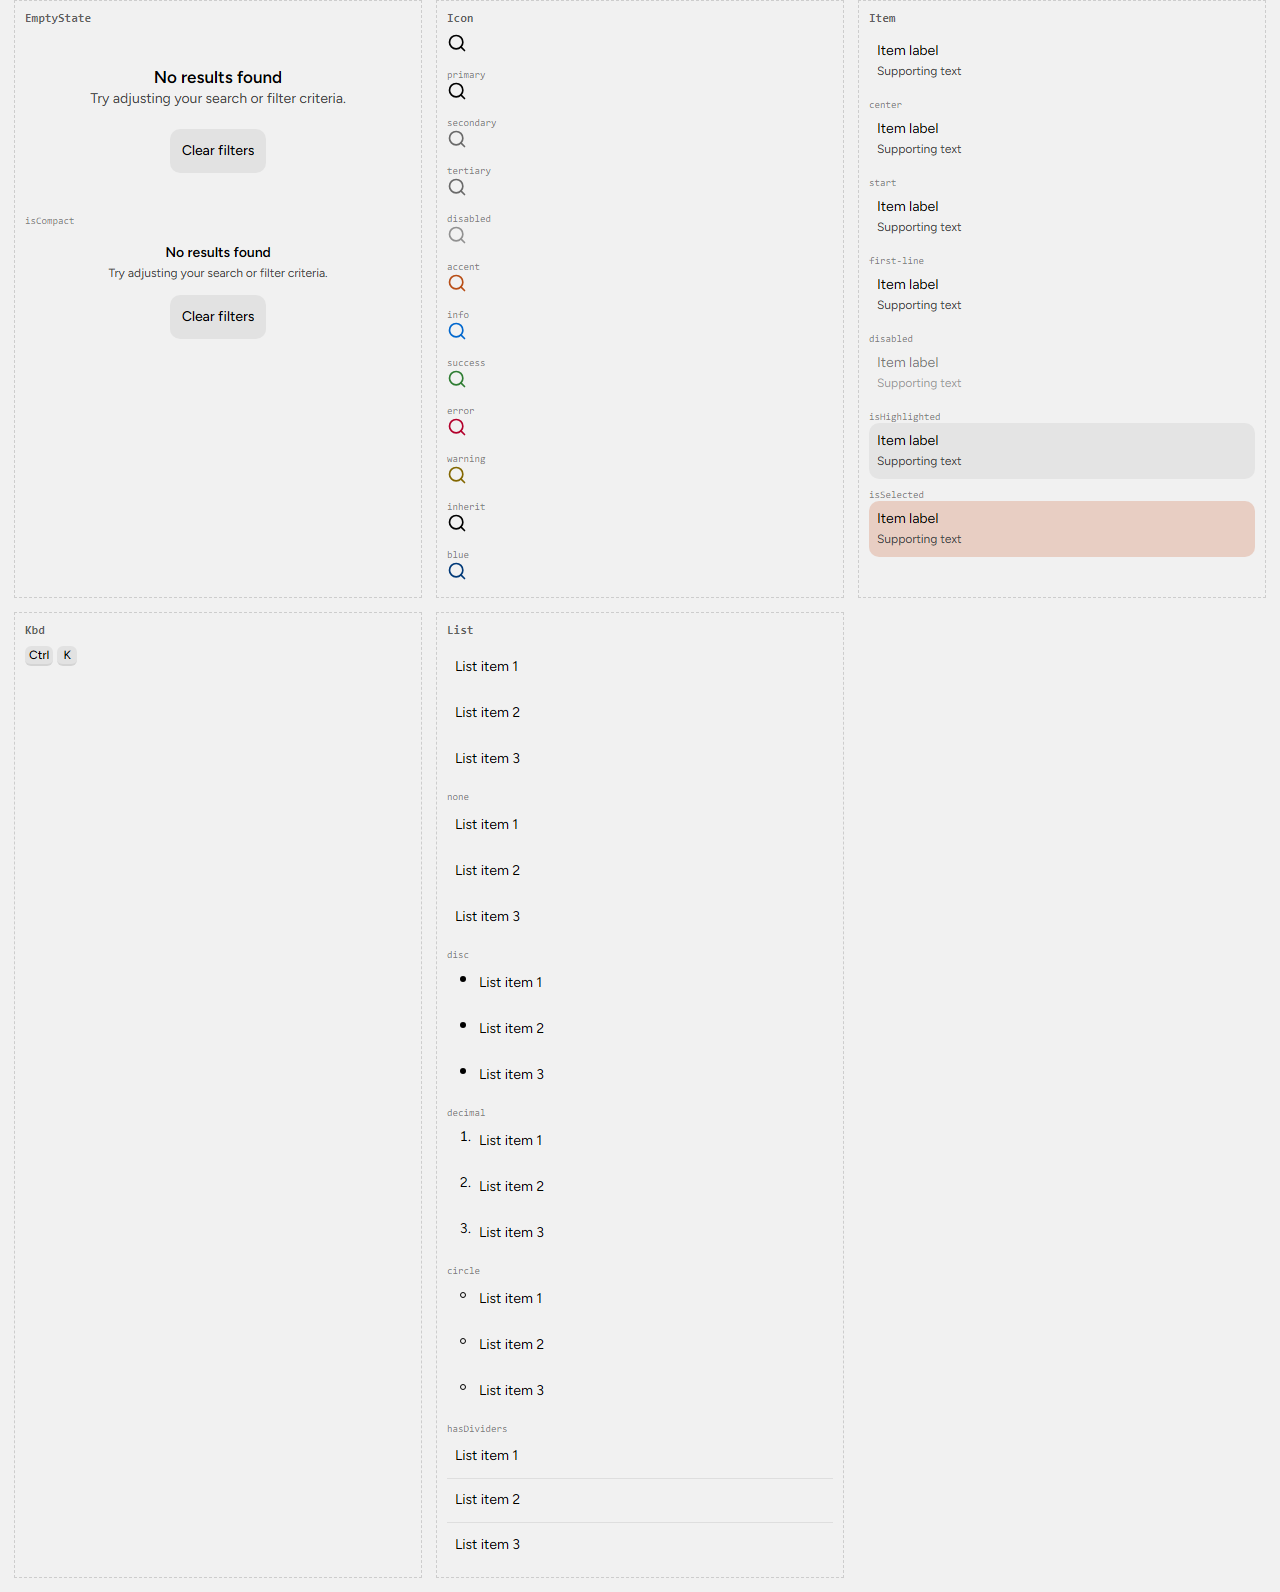 EmptyState
No results found
Try adjusting your search or filter criteria.
Clear filters
isCompact
No results found
Try adjusting your search or filter criteria.
Clear filters
Icon
primary
secondary
tertiary
disabled
accent
info
success
error
warning
inherit
blue
Item
Item label
Supporting text
center
Item label
Supporting text
start
Item label
Supporting text
first-line
Item label
Supporting text
disabled
Item label
Supporting text
isHighlighted
Item label
Supporting text
isSelected
Item label
Supporting text
Kbd
Ctrl K
List
List item 1
List item 2
List item 3
none
List item 1
List item 2
List item 3
disc
• List item 1
• List item 2
• List item 3
decimal
1. List item 1
2. List item 2
3. List item 3
circle
◦ List item 1
◦ List item 2
◦ List item 3
hasDividers
List item 1
List item 2
List item 3